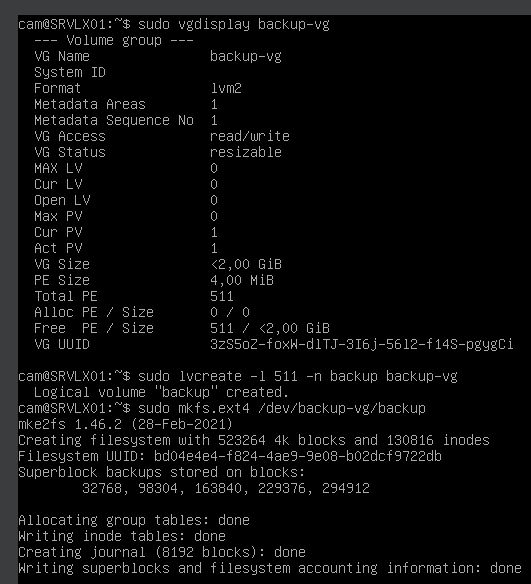 cam@SRVLX01:~$ sudo vgdisplay backup-vg
--- Volume group ---
VG Name backup-vg
System ID
Format lvm2
Metadata Areas 1
Metadata Sequence No 1
VG Access read/write
VG Status resizable
MAX LV 0
Cur LV 0
Open LV 0
Max PV 0
Cur PV 1
Act PV 1
VG Size <2,00 GiB
PE Size 4,00 MiB
Total PE 511
Alloc PE / Size 0 / 0
Free PE / Size 511 / <2,00 GiB
VG UUID 3zS5oZ-foxW-dlTJ-3I6j-56l2-f14S-pgygCi

cam@SRVLX01:~$ sudo lvcreate -l 511 -n backup backup-vg
Logical volume "backup" created.
cam@SRVLX01:~$ sudo mkfs.ext4 /dev/backup-vg/backup
mke2fs 1.46.2 (28-Feb-2021)
Creating filesystem with 523264 4k blocks and 130816 inodes
Filesystem UUID: bd04e4e4-f824-4ae9-9e08-b02dcf9722db
Superblock backups stored on blocks:
32768, 98304, 163840, 229376, 294912

Allocating group tables: done
Writing inode tables: done
Creating journal (8192 blocks): done
Writing superblocks and filesystem accounting information: done